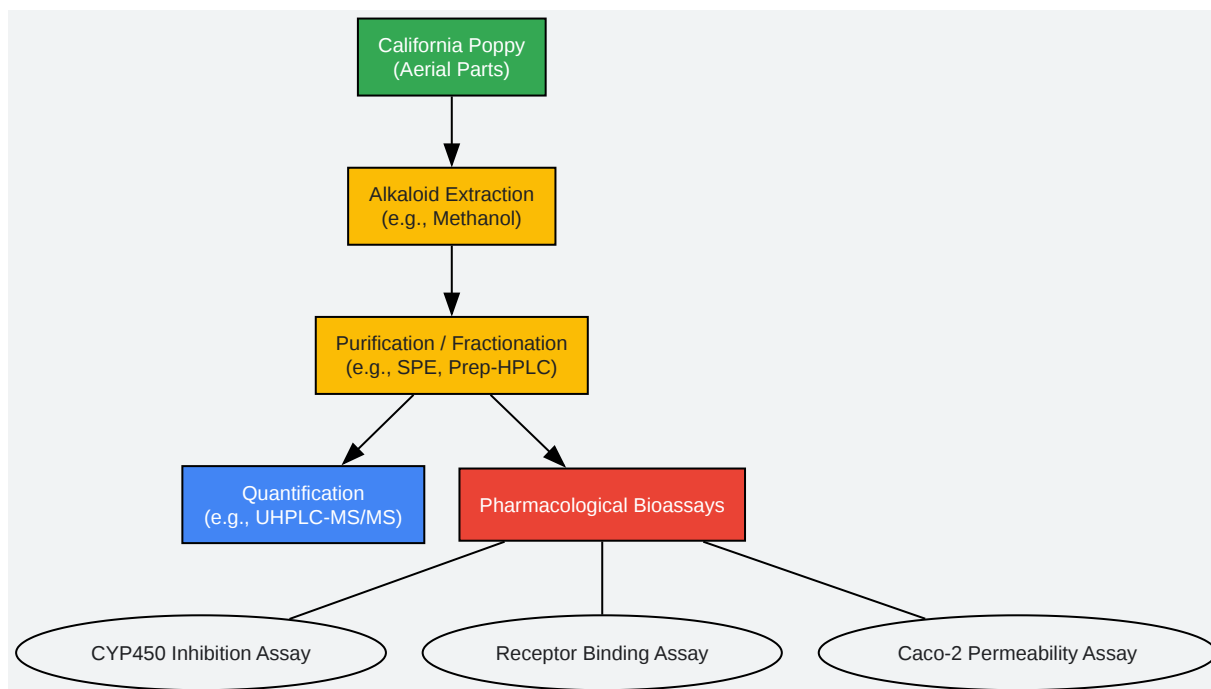 California Poppy
(Aerial Parts)
Alkaloid Extraction
(e.g., Methanol)
Purification / Fractionation
(e.g., SPE, Prep-HPLC)
Quantification
(e.g., UHPLC-MS/MS)
Pharmacological Bioassays
CYP450 Inhibition Assay
Receptor Binding Assay
Caco-2 Permeability Assay